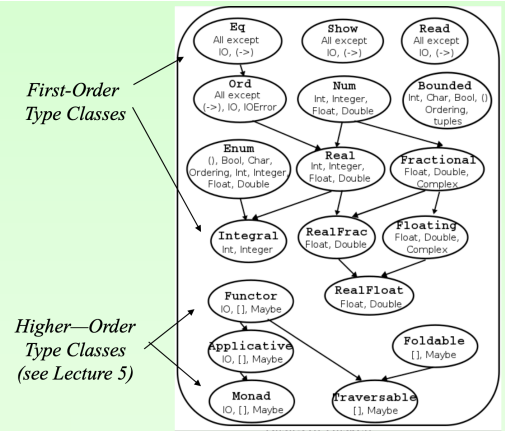 Eq
All except
IO, (->)
Show
All except
IO, (->)
Read
All except
IO, (->)
First-Order
Type Classes
Ord
All except
(->), IO, IOError
Num
Int, Integer,
Float, Double
Bounded
Int, Char, Bool, ()
Ordering,
tuples
Enum
(), Bool, Char,
Ordering, Int, Integer,
Float, Double
Real
Int, Integer,
Float, Double
Fractional
Float, Double,
Complex
Integral
Int, Integer
RealFrac
Float, Double
Floating
Float, Double,
Complex
RealFloat
Float, Double
Higher—Order
Type Classes
(see Lecture 5)
Functor
IO, [], Maybe
Applicative
IO, [], Maybe
Foldable
[], Maybe
Monad
IO, [], Maybe
Traversable
[], Maybe